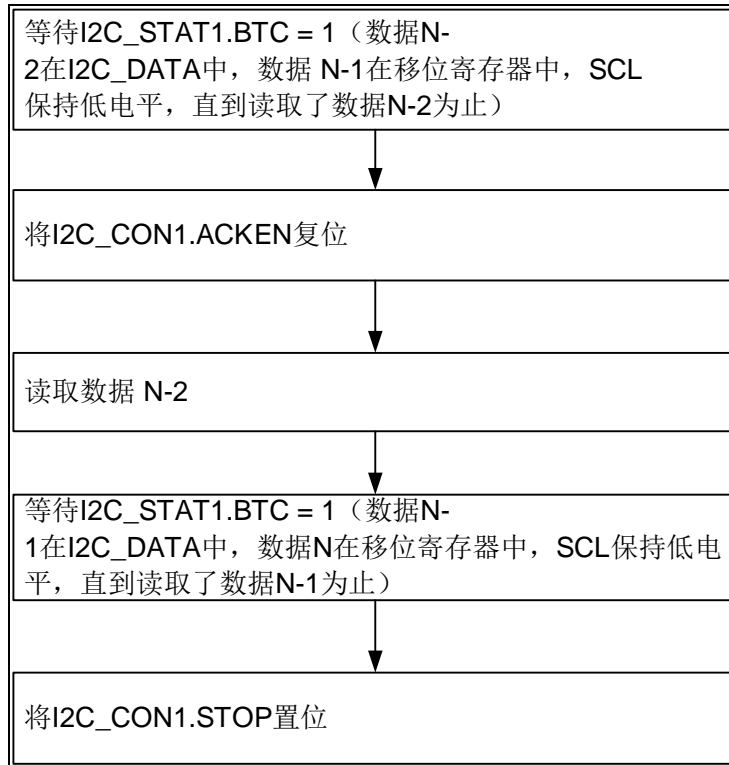 等待I2C_STAT1.BTC = 1（数据N-
2在I2C_DATA中，数据 N-1在移位寄存器中，SCL
保持低电平，直到读取了数据N-2为止）
将I2C_CON1.ACKEN复位
读取数据 N-2
等待I2C_STAT1.BTC = 1（数据N-
1在I2C_DATA中，数据N在移位寄存器中，SCL保持低电
平，直到读取了数据N-1为止）
将I2C_CON1.STOP置位